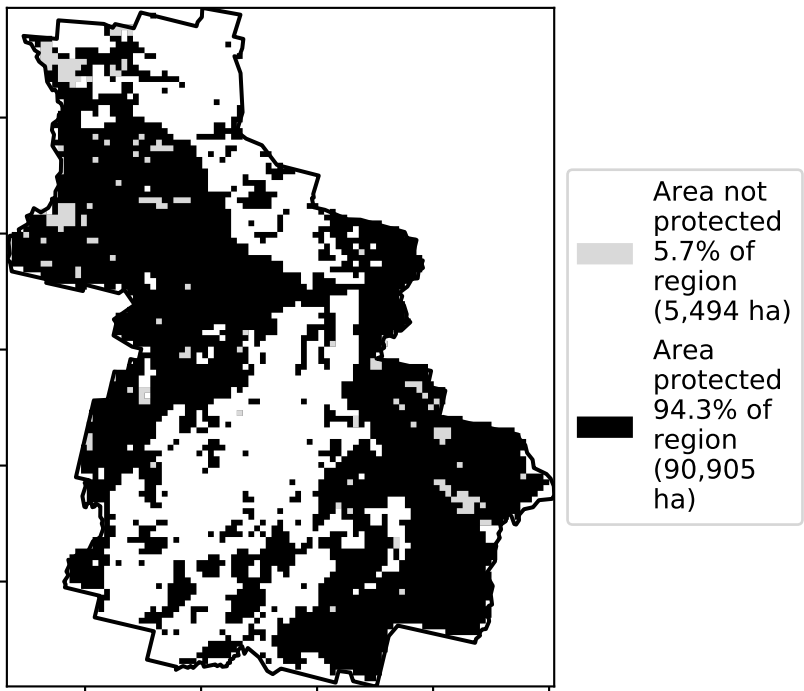 Area not
protected
5.7% of
region
(5,494 ha)
Area
protected
94.3% of
region
(90,905
ha)